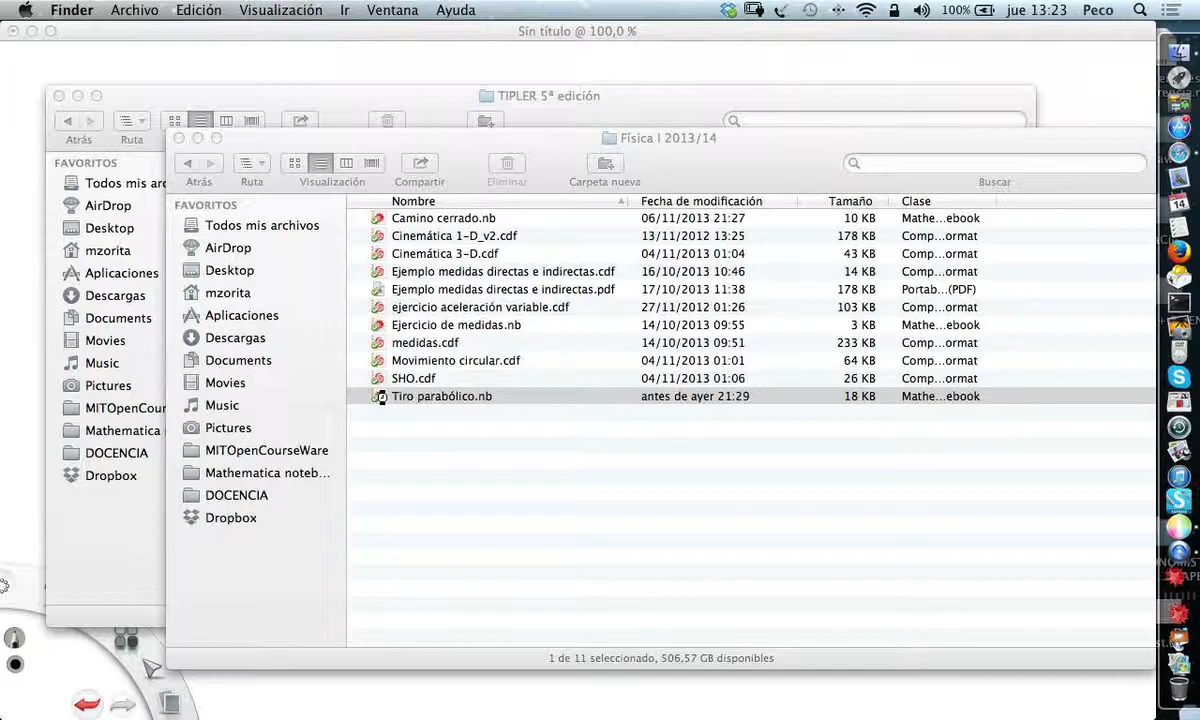 Finder Archivo Edición Visualización Ir Ventana Ayuda 100% jue 13:23 Peco
Sin título @ 100,0 %
TIPLER 5ª edición
Atrás Ruta
FAVORITOS
Todos mis arc
AirDrop
Desktop
mzorita
Aplicaciones
Descargas
Documents
Movies
Music
Pictures
MITOpenCour
Mathematica
DOCENCIA
Dropbox
Física I 2013/14
Atrás Ruta Visualización Compartir Eliminar Carpeta nueva Buscar
FAVORITOS
Todos mis archivos
AirDrop
Desktop
mzorita
Aplicaciones
Descargas
Documents
Movies
Music
Pictures
MITOpenCourseWare
Mathematica noteb...
DOCENCIA
Dropbox
Nombre Fecha de modificación Tamaño Clase
Camino cerrado.nb 06/11/2013 21:27 10 KB Mathe...ebook
Cinemática 1-D_v2.cdf 13/11/2012 13:25 178 KB Comp...ormat
Cinemática 3-D.cdf 04/11/2013 01:04 43 KB Comp...ormat
Ejemplo medidas directas e indirectas.cdf 16/10/2013 10:46 14 KB Comp...ormat
Ejemplo medidas directas e indirectas.pdf 17/10/2013 11:38 178 KB Portab...(PDF)
ejercicio aceleración variable.cdf 27/11/2012 01:26 103 KB Comp...ormat
Ejercicio de medidas.nb 14/10/2013 09:55 3 KB Mathe...ebook
medidas.cdf 14/10/2013 09:51 233 KB Comp...ormat
Movimiento circular.cdf 04/11/2013 01:01 64 KB Comp...ormat
SHO.cdf 04/11/2013 01:06 26 KB Comp...ormat
Tiro parabólico.nb antes de ayer 21:29 18 KB Mathe...ebook
1 de 11 seleccionado, 506,57 GB disponibles
14